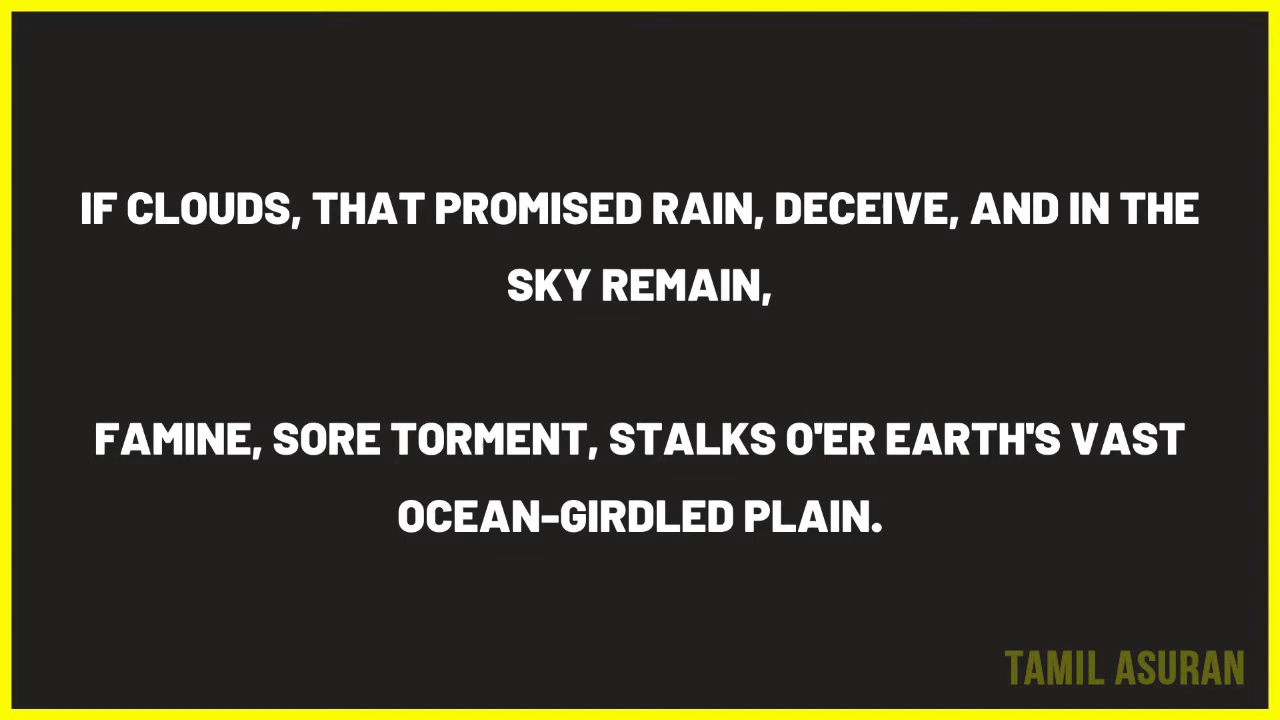 IF CLOUDS, THAT PROMISED RAIN, DECEIVE, AND IN THE
SKY REMAIN,
FAMINE, SORE TORMENT, STALKS O'ER EARTH'S VAST
OCEAN-GIRDLED PLAIN.
TAMIL ASURAN